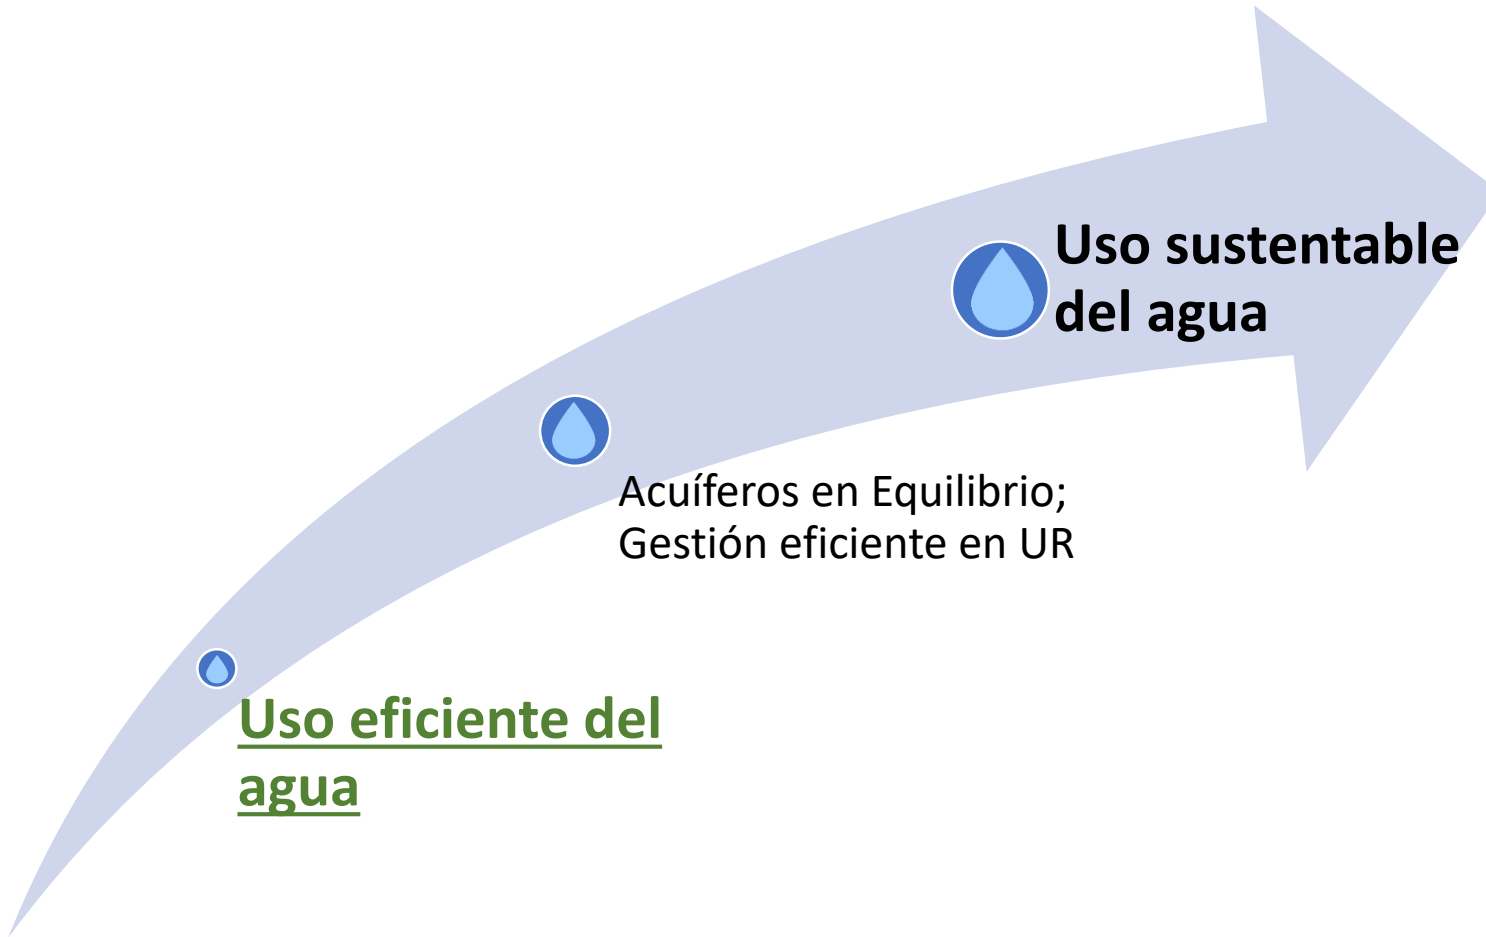 Uso sustentable
del agua
Acuíferos en Equilibrio;
Gestión eficiente en UR
Uso eficiente del
agua